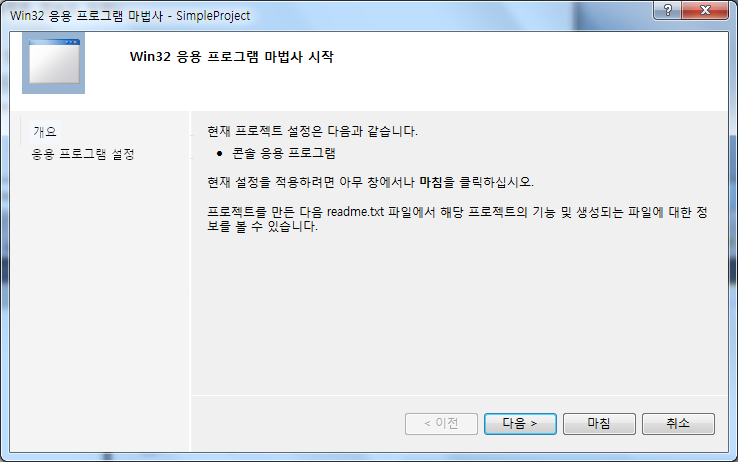 Win32 응용 프로그램 마법사 - SimpleProject
Win32 응용 프로그램 마법사 시작
개요
응용 프로그램 설정
현재 프로젝트 설정은 다음과 같습니다.
• 콘솔 응용 프로그램
현재 설정을 적용하려면 아무 창에서나 마침을 클릭하십시오.
프로젝트를 만든 다음 readme.txt 파일에서 해당 프로젝트의 기능 및 생성되는 파일에 대한 정
보를 볼 수 있습니다.
< 이전
다음 >
마침
취소